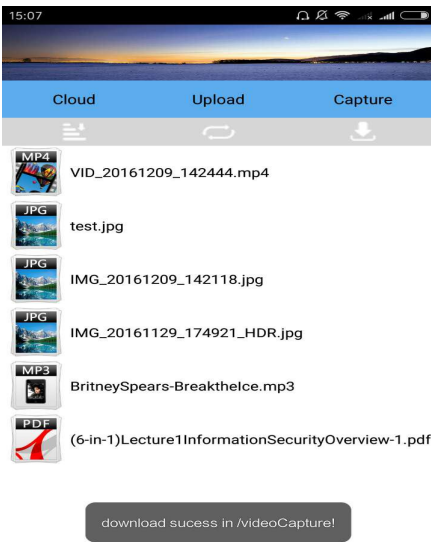 15:07
Cloud Upload Capture
MP4
VID_20161209_142444.mp4
JPG
test.jpg
JPG
IMG_20161209_142118.jpg
JPG
IMG_20161129_174921_HDR.jpg
MP3
BritneySpears-BreaktheIce.mp3
PDF
(6-in-1)Lecture1InformationSecurityOverview-1.pdf
download sucess in /videoCapture!